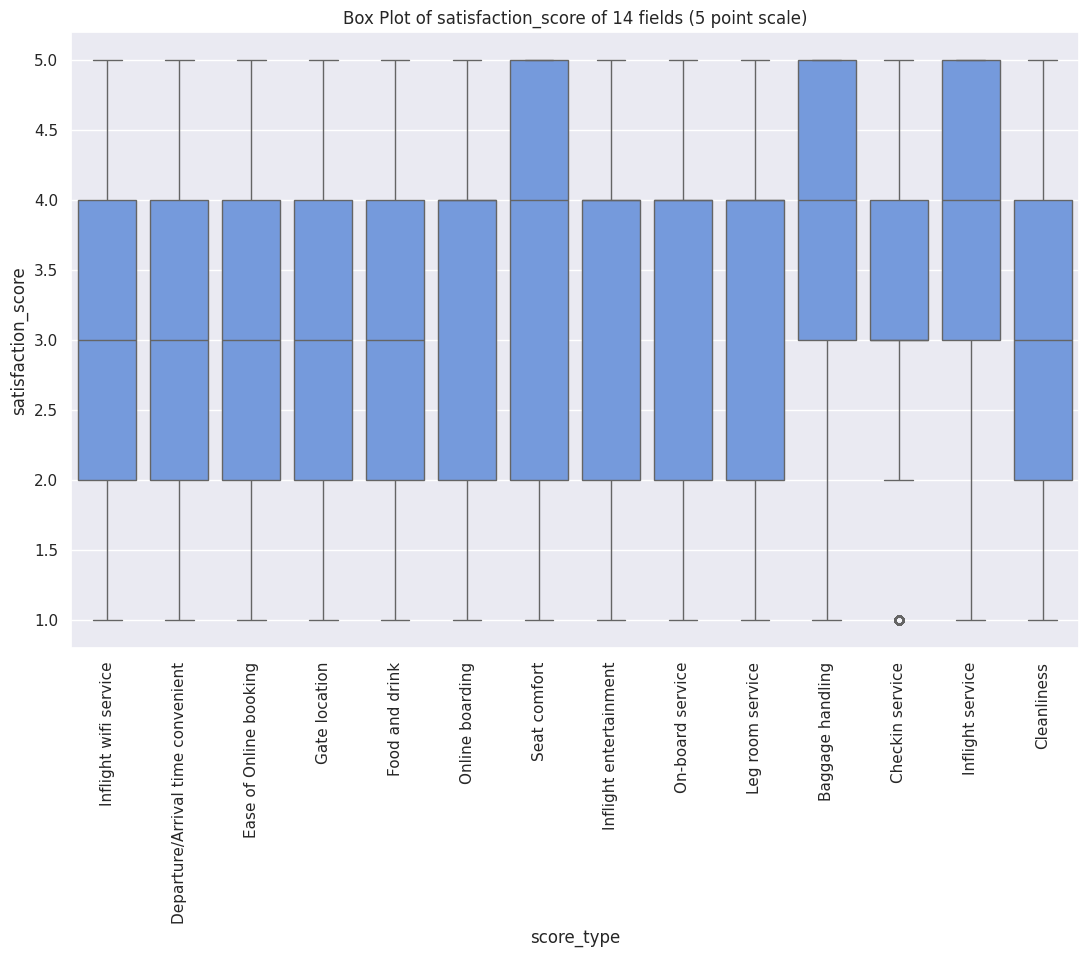 Box Plot of satisfaction_score of 14 fields (5 point scale)
satisfaction_score
5.0
4.5
4.0
3.5
3.0
2.5
2.0
1.5
1.0
Inflight wifi service
Departure/Arrival time convenient
Ease of Online booking
Gate location
Food and drink
Online boarding
Seat comfort
Inflight entertainment
On-board service
Leg room service
Baggage handling
Checkin service
Inflight service
Cleanliness
score_type